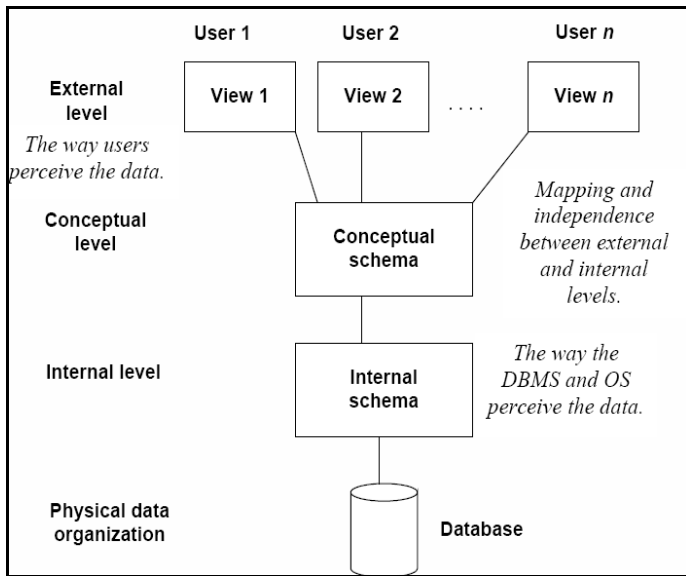 User 1
User 2
User n
External
level
View 1
View 2
. . . .
View n
The way users
perceive the data.
Conceptual
level
Conceptual
schema
Mapping and
independence
between external
and internal
levels.
Internal level
Internal
schema
The way the
DBMS and OS
perceive the data.
Physical data
organization
Database